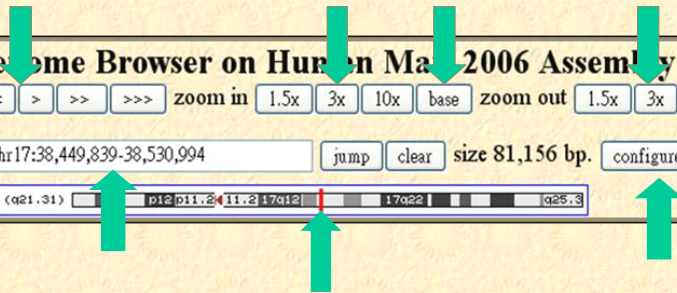 ome Browser on Hu en Ma 2006 Assem y
> >> >>> zoom in 1.5x 3x 10x base zoom out 1.5x 3x
hr17:38,449,839-38,530,994 jump clear size 81,156 bp. configure
(q21.31) p12 p11.2 11.2 17q12 17q22 q25.3